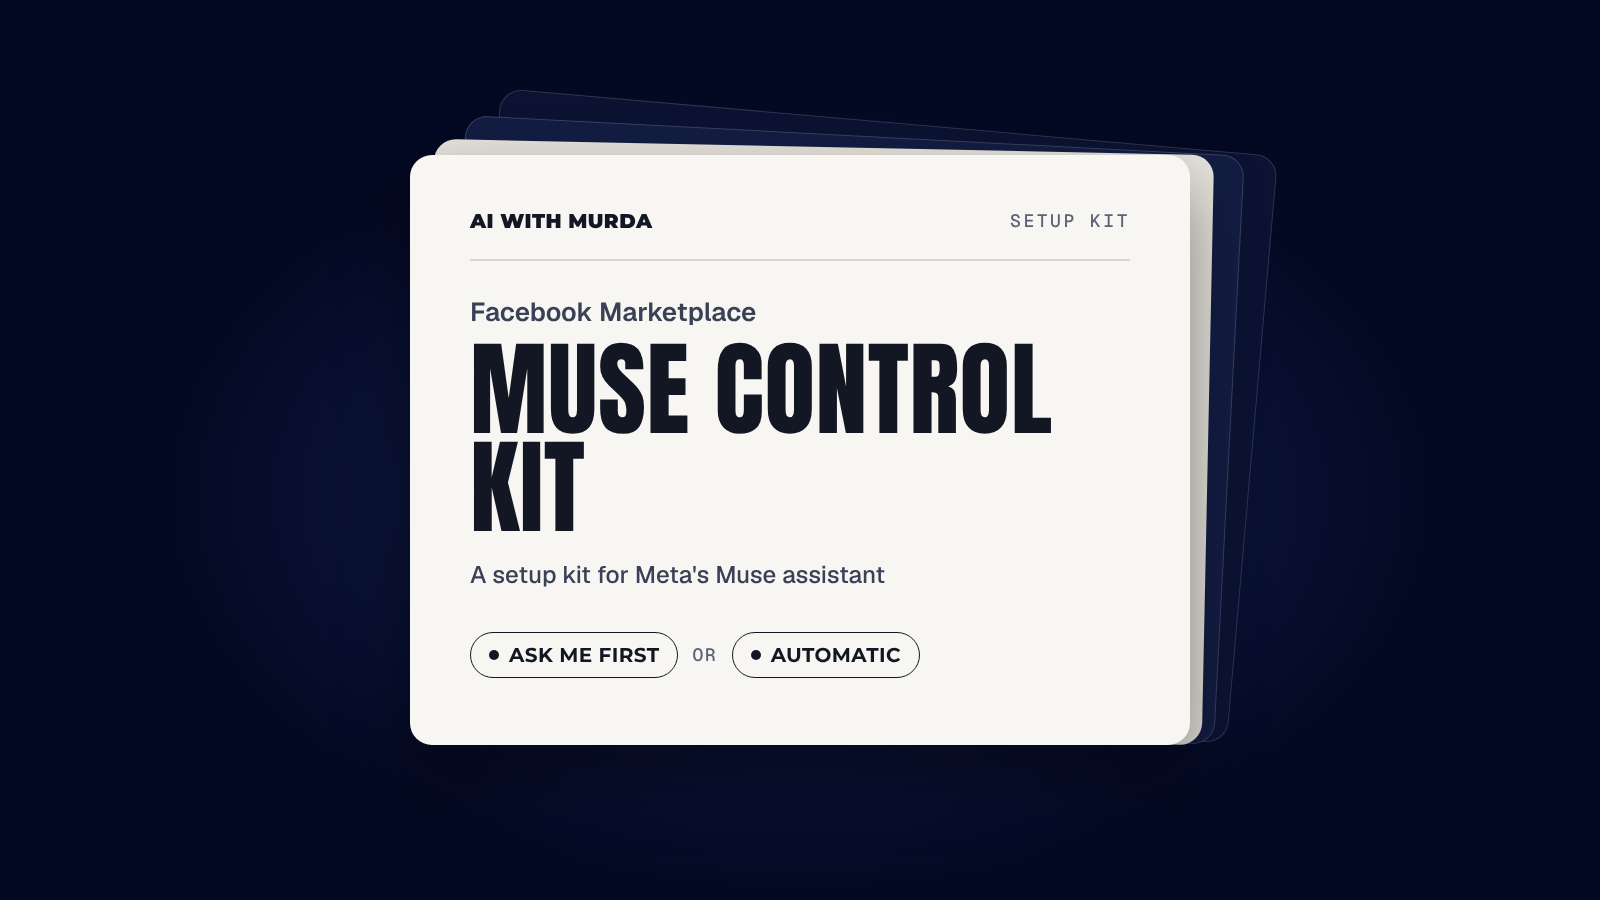 AI WITH MURDA
SETUP KIT
Facebook Marketplace
MUSE CONTROL
KIT
A setup kit for Meta's Muse assistant
ASK ME FIRST OR AUTOMATIC